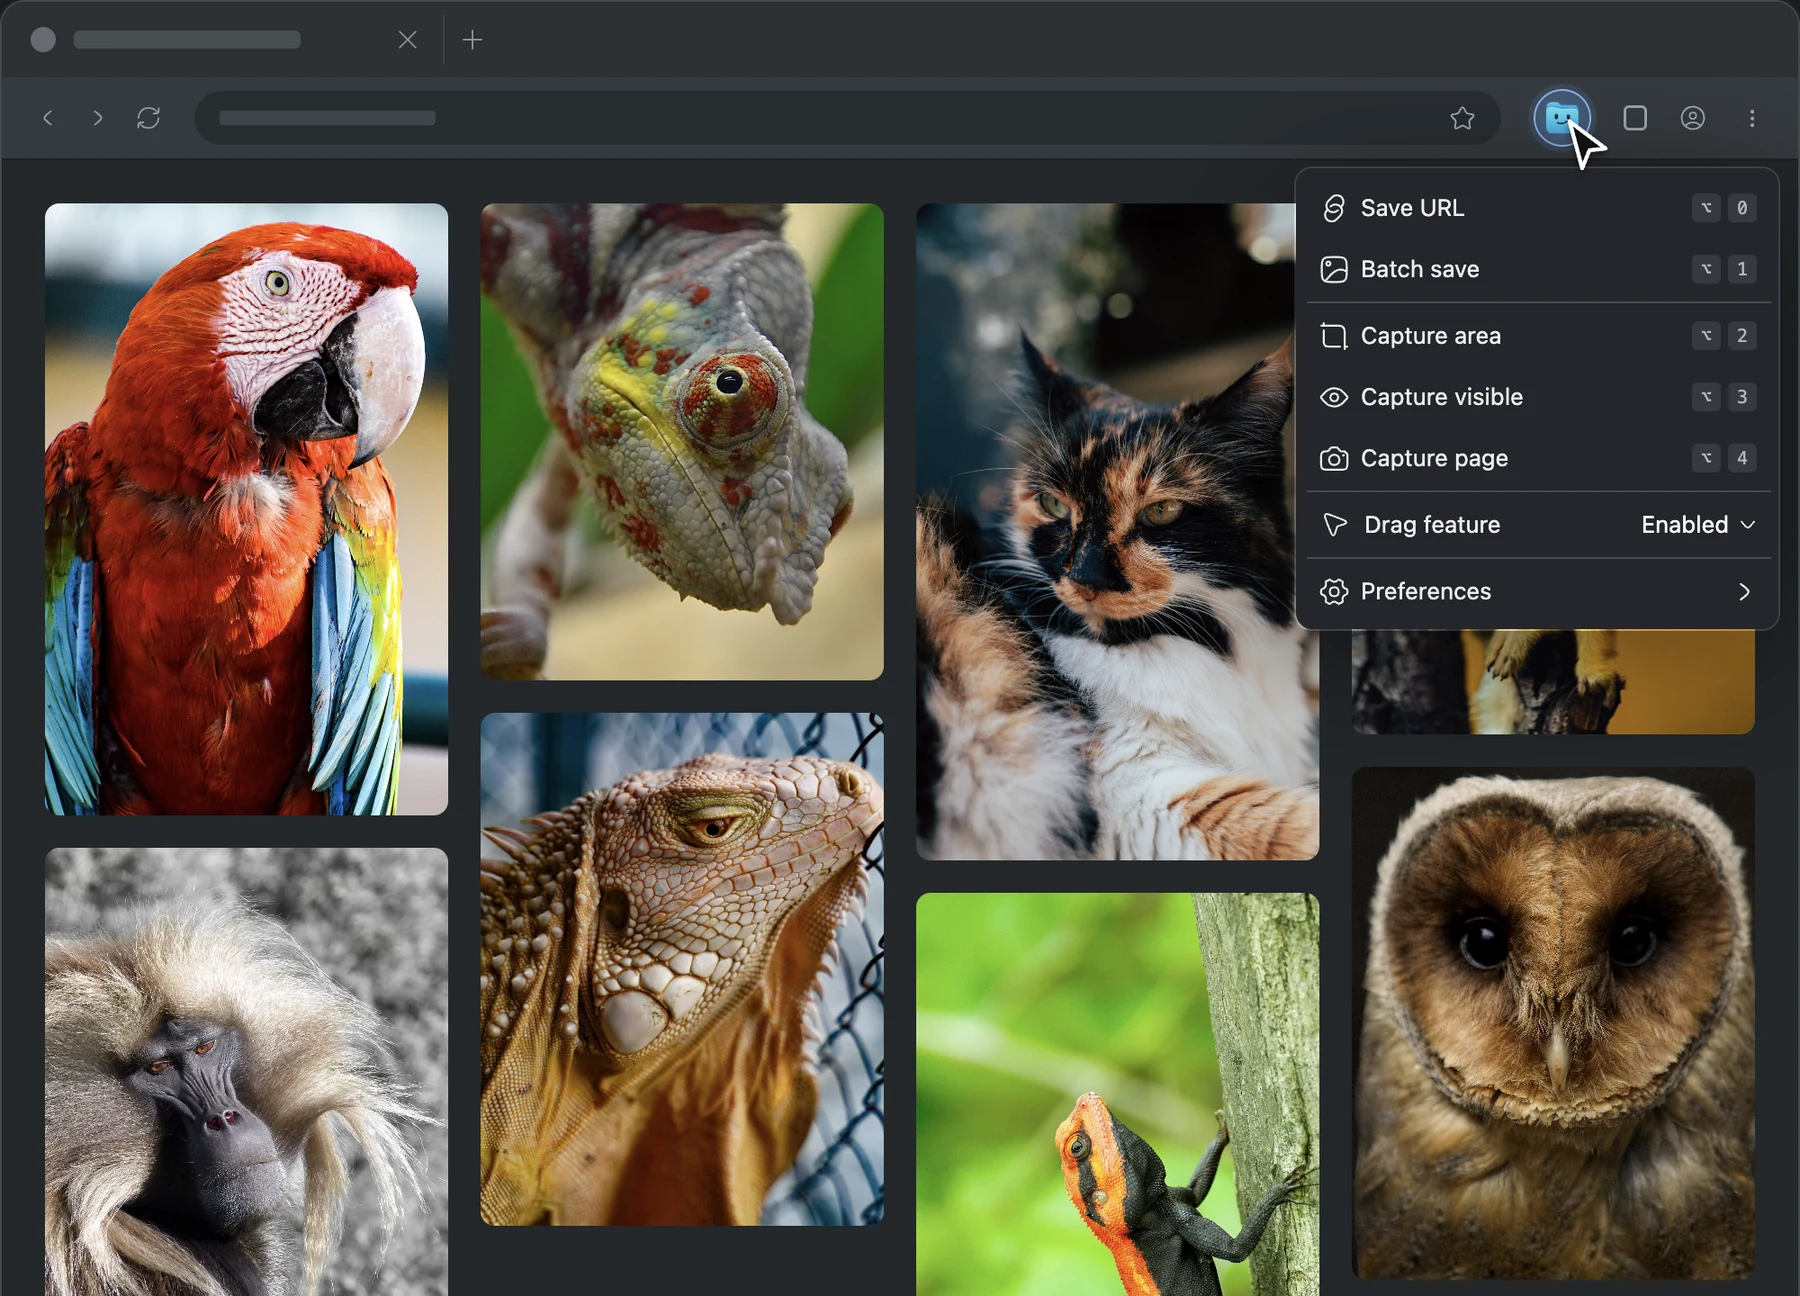 Save URL ⌥ 0
Batch save ⌥ 1
Capture area ⌥ 2
Capture visible ⌥ 3
Capture page ⌥ 4
Drag feature Enabled
Preferences